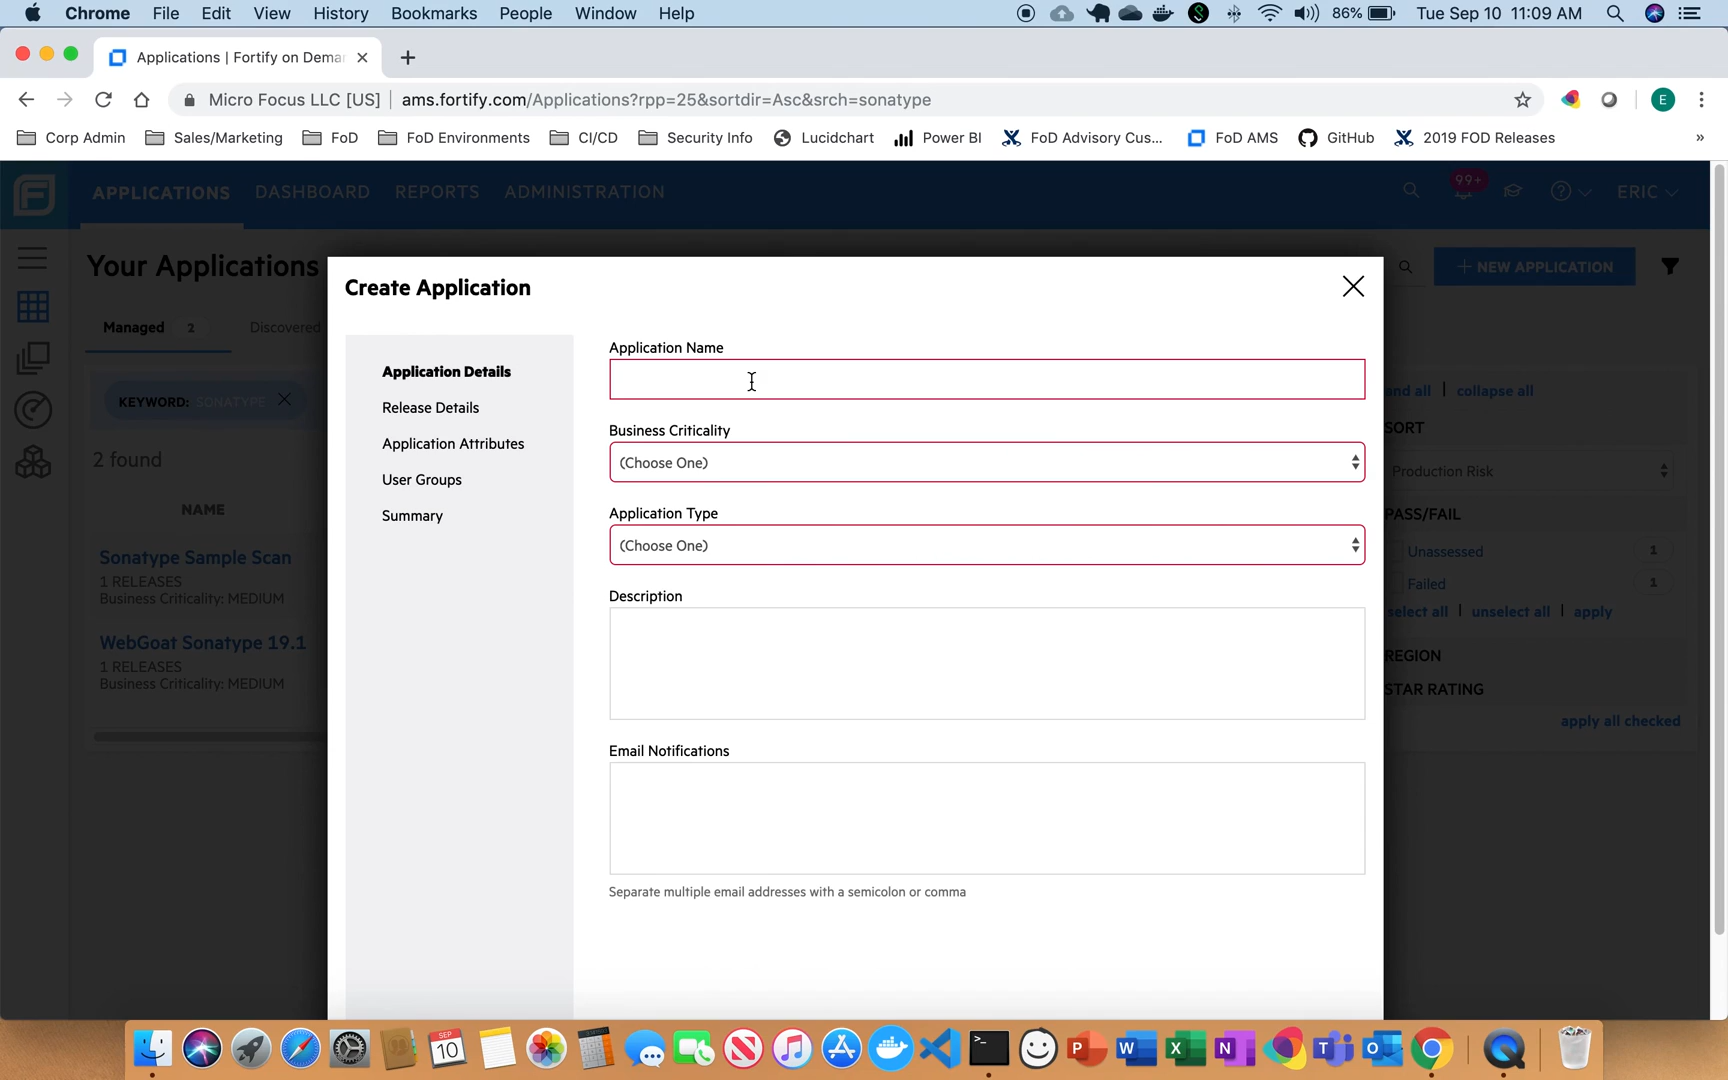 Chrome File Edit View History Bookmarks People Window Help 86% Tue Sep 10 11:09 AM
Applications | Fortify on Demar
Micro Focus LLC [US] ams.fortify.com/Applications?rpp=25&sortdir=Asc&srch=sonatype E
Corp Admin Sales/Marketing FoD FoD Environments CI/CD Security Info Lucidchart Power BI FoD Advisory Cus... FoD AMS GitHub 2019 FOD Releases »
APPLICATIONS DASHBOARD REPORTS ADMINISTRATION 99+ ERIC
Your Applications + NEW APPLICATION
Managed 2 Discovered
KEYWORD: SONATYPE
2 found
NAME
Sonatype Sample Scan
1 RELEASES
Business Criticality: MEDIUM
WebGoat Sonatype 19.1
1 RELEASES
Business Criticality: MEDIUM
Create Application
Application Details
Release Details
Application Attributes
User Groups
Summary
Application Name
Business Criticality
(Choose One)
Application Type
(Choose One)
Description
Email Notifications
Separate multiple email addresses with a semicolon or comma
and all | collapse all
SORT
Production Risk
PASS/FAIL
Unassessed 1
Failed 1
select all | unselect all | apply
REGION
STAR RATING
apply all checked
SEP
10